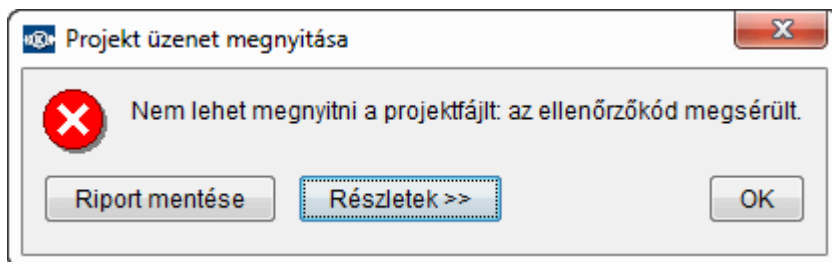 Projekt üzenet megnyitása
Nem lehet megnyitni a projektfájlt: az ellenőrzőkód megsérült.
Riport mentése
Részletek >>
OK